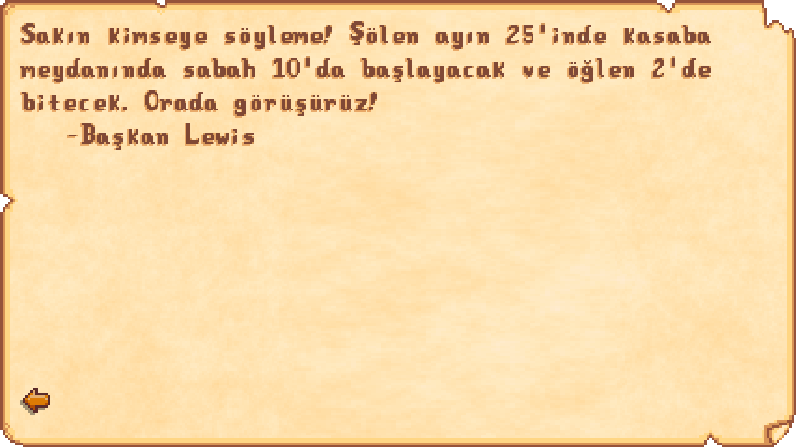 Sakın kimseye söyleme! Şölen ayın 25'inde kasaba
meydanında sabah 10'da başlayacak ve öğlen 2'de
bitecek. Orada görüşürüz!
-Başkan Lewis